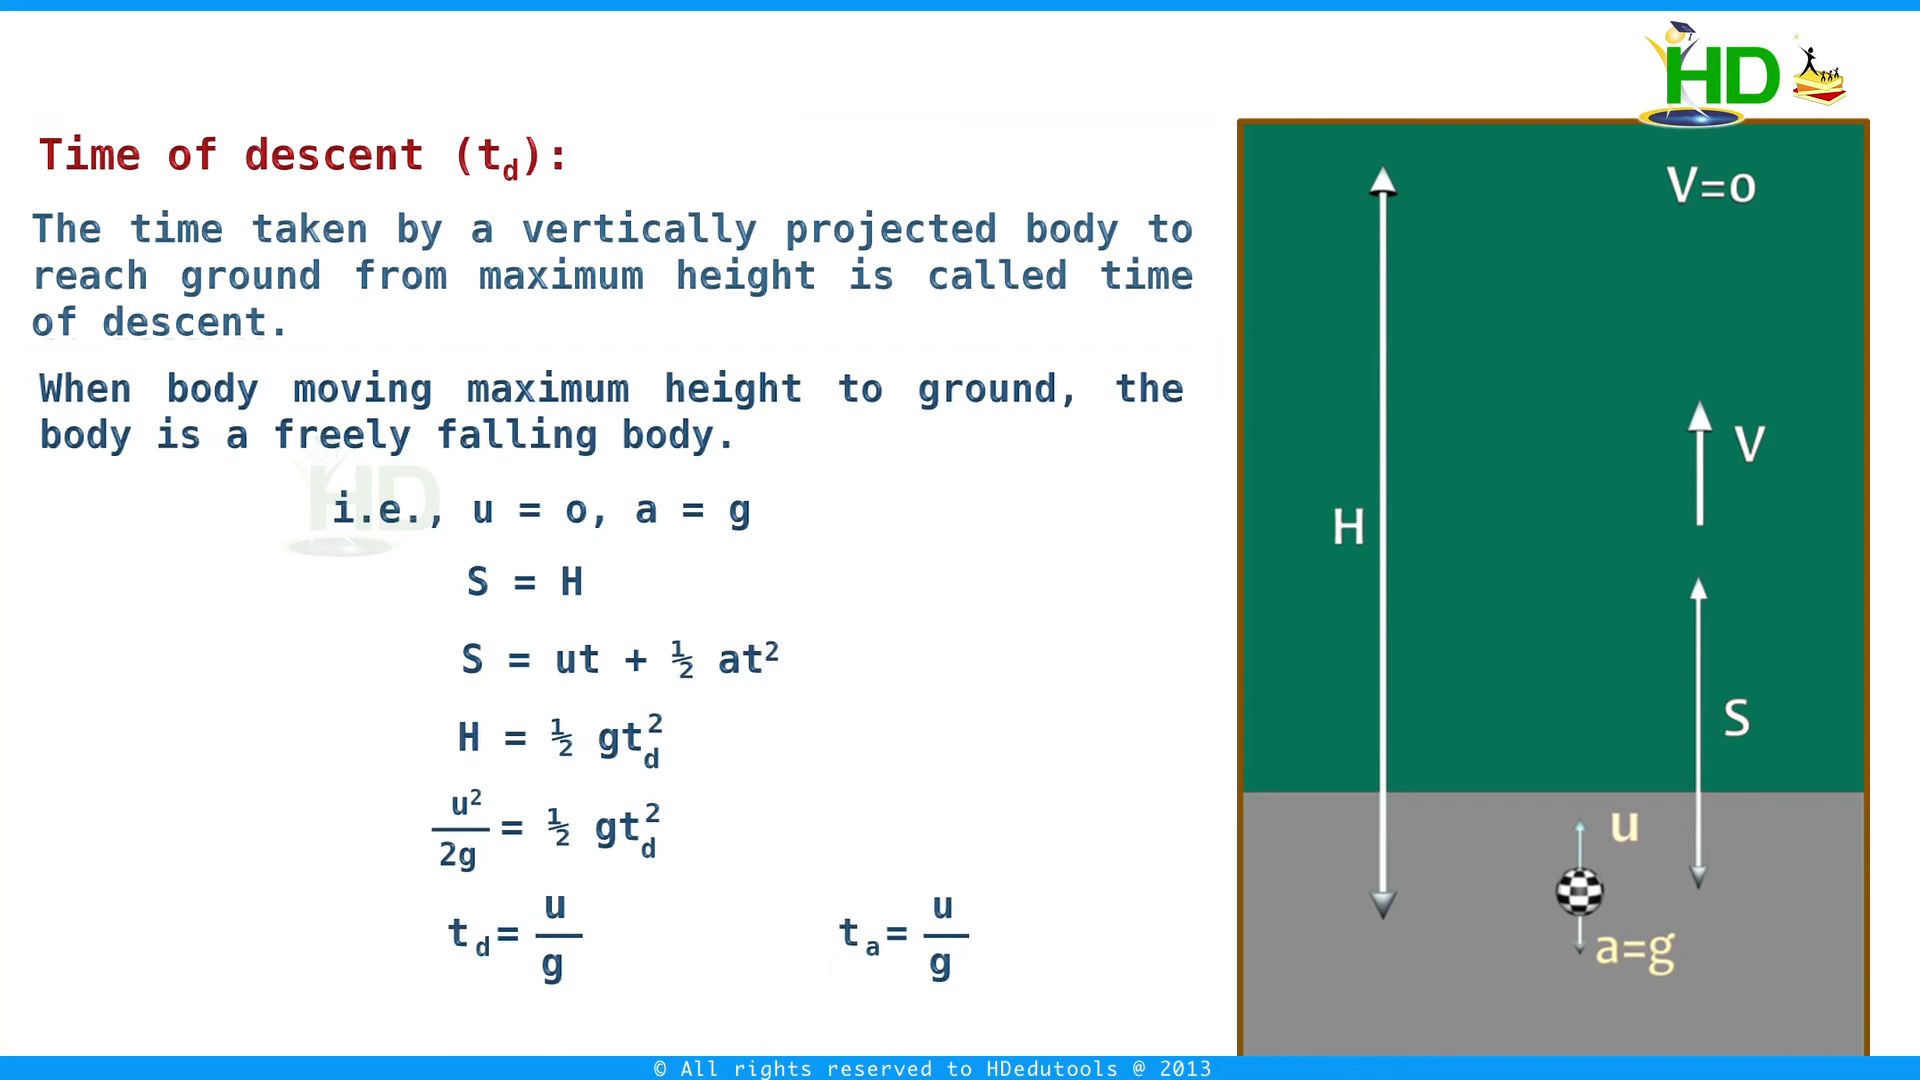 HD
Time of descent (td):
The time taken by a vertically projected body to
reach ground from maximum height is called time
of descent.
When body moving maximum height to ground, the
body is a freely falling body.
HD
i.e., u = o, a = g
S = H
S = ut + ½ at²
H = ½ gtd²
u²/2g = ½ gtd²
td = u/g
ta = u/g
V=o
V
H
S
u
a=g
© All rights reserved to HDedutools @ 2013